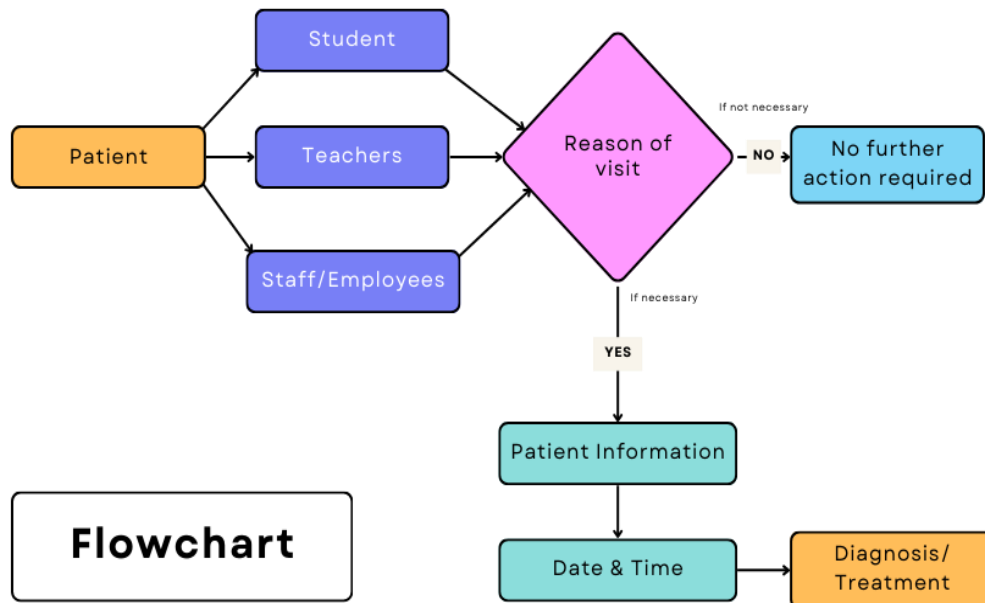 Student
Patient
Teachers
Staff/Employees
Reason of
visit
If not necessary
NO
No further
action required
If necessary
YES
Patient Information
Date & Time
Diagnosis/
Treatment
Flowchart